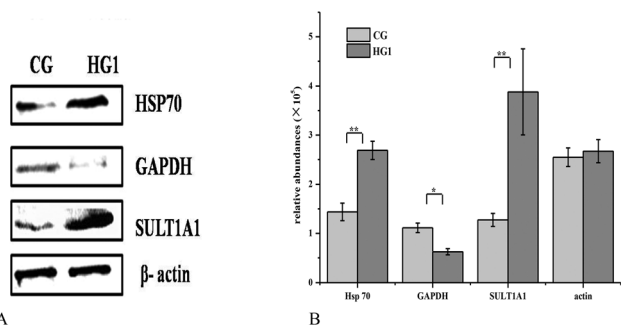 CG HG1
HSP70
GAPDH
SULT1A1
β- actin
A
relative abundances (×10⁵)
5
4
3
2
1
0
CG
HG1
**
*
**
Hsp 70 GAPDH SULT1A1 actin
B